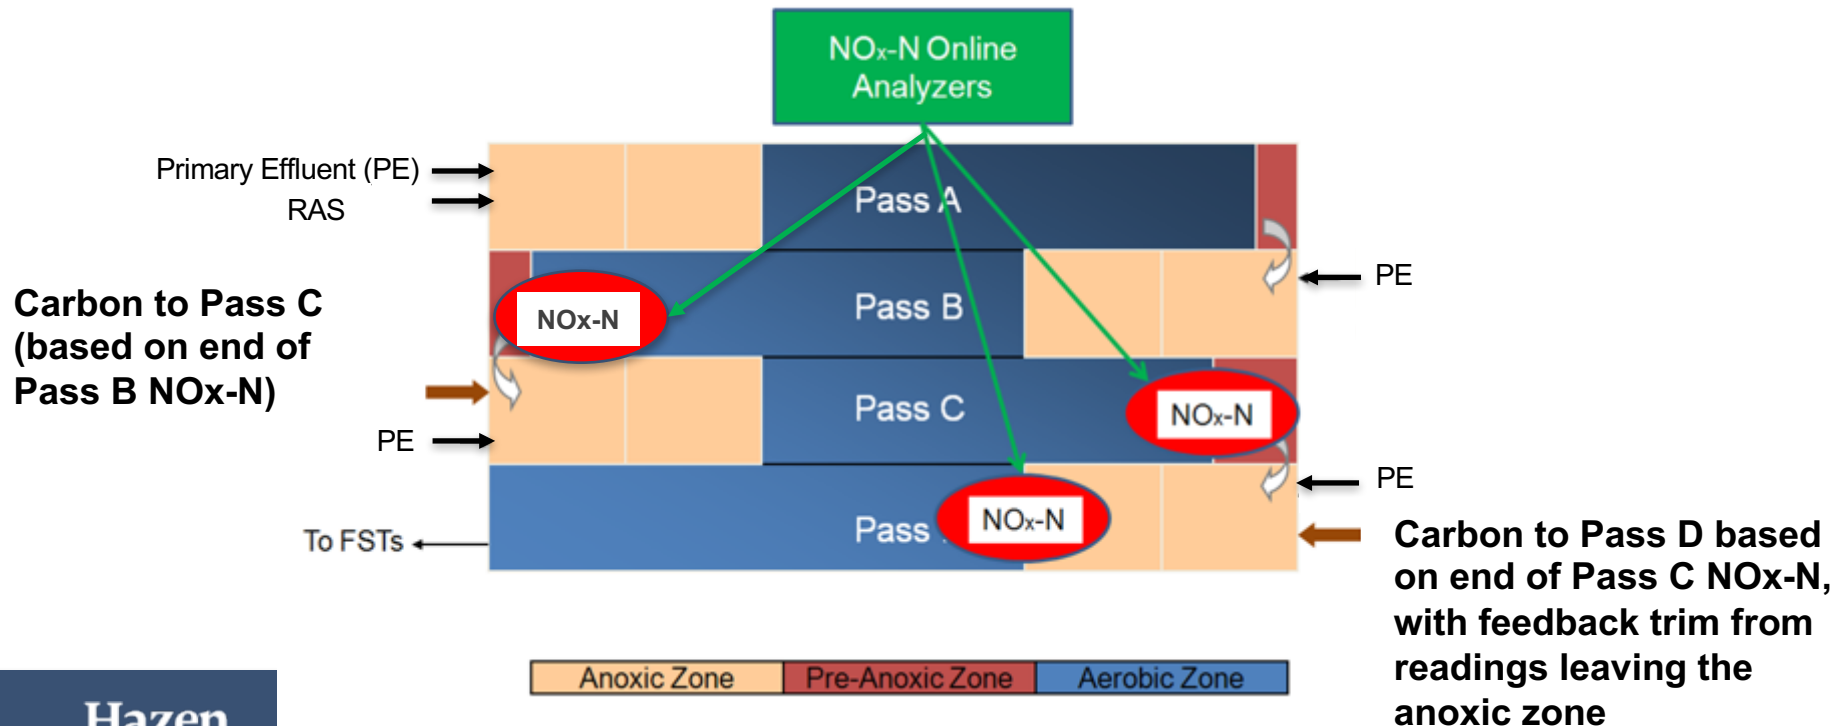 NOx-N Online
Analyzers
Primary Effluent (PE)
RAS
Pass A
PE
Carbon to Pass C
(based on end of
Pass B NOx-N)
NOx-N
Pass B
Pass C
NOx-N
PE
PE
To FSTs
Pass
NOx-N
Carbon to Pass D based
on end of Pass C NOx-N,
with feedback trim from
readings leaving the
anoxic zone
Anoxic Zone
Pre-Anoxic Zone
Aerobic Zone
Hazen